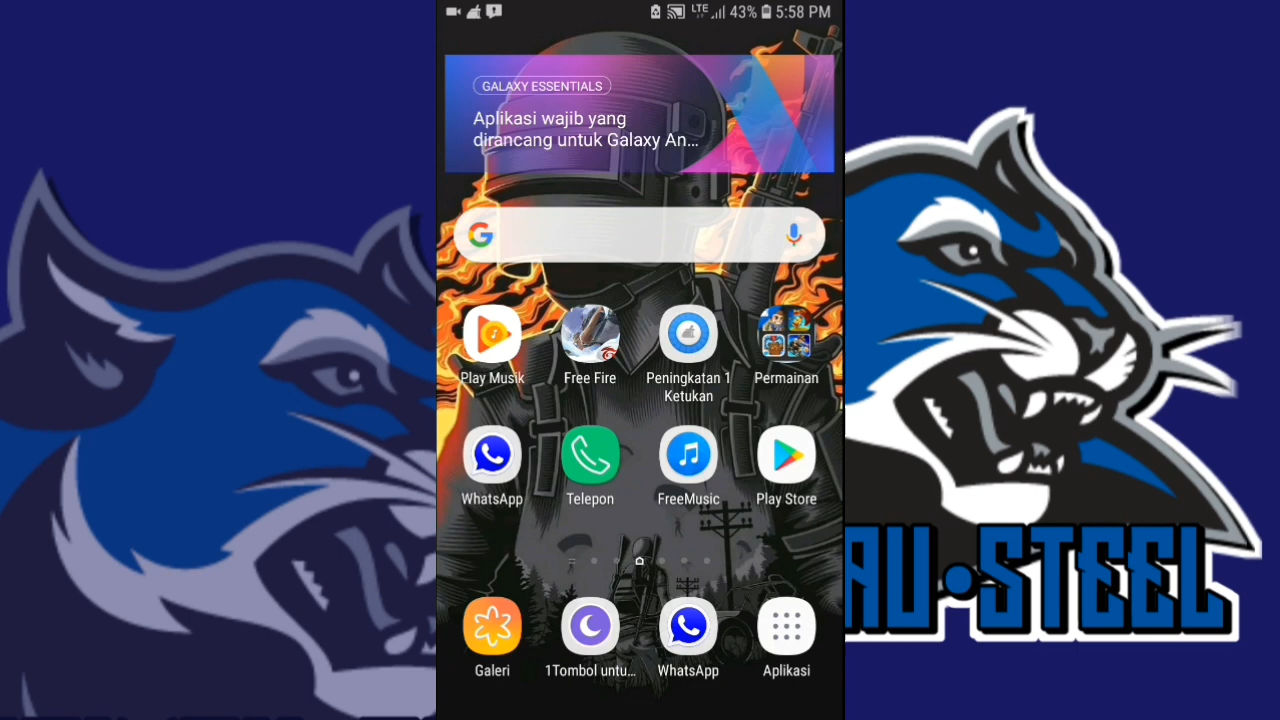 LTE 43% 5:58 PM
GALAXY ESSENTIALS
Aplikasi wajib yang
dirancang untuk Galaxy An...
Play Musik
Free Fire
Peningkatan 1
Ketukan
Permainan
WhatsApp
Telepon
FreeMusic
Play Store
Galeri
1Tombol untu...
WhatsApp
Aplikasi
AU•STEEL